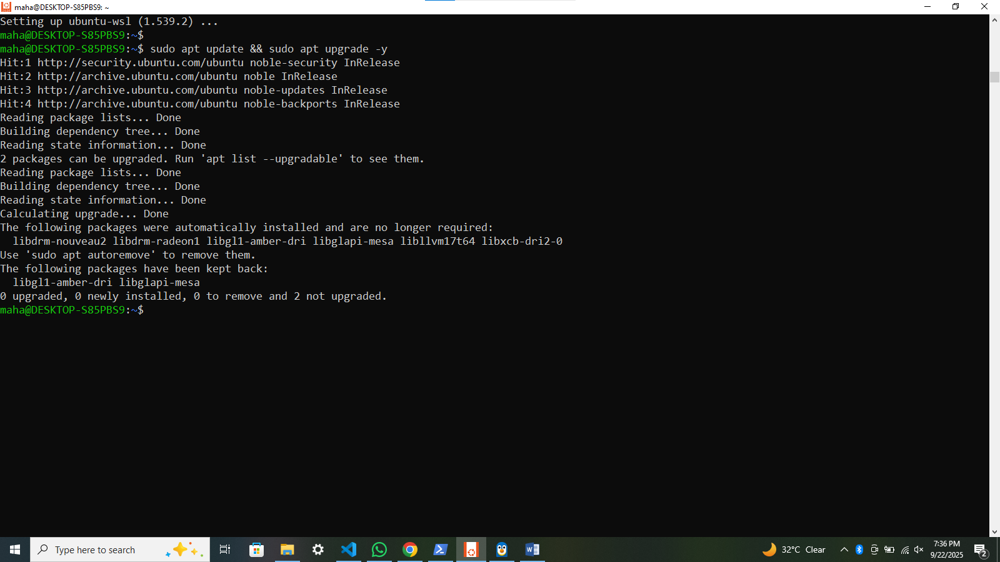 maha@DESKTOP-S85PBS9: ~
Setting up ubuntu-wsl (1.539.2) ...
maha@DESKTOP-S85PBS9:~$
maha@DESKTOP-S85PBS9:~$ sudo apt update && sudo apt upgrade -y
Hit:1 http://security.ubuntu.com/ubuntu noble-security InRelease
Hit:2 http://archive.ubuntu.com/ubuntu noble InRelease
Hit:3 http://archive.ubuntu.com/ubuntu noble-updates InRelease
Hit:4 http://archive.ubuntu.com/ubuntu noble-backports InRelease
Reading package lists... Done
Building dependency tree... Done
Reading state information... Done
2 packages can be upgraded. Run 'apt list --upgradable' to see them.
Reading package lists... Done
Building dependency tree... Done
Reading state information... Done
Calculating upgrade... Done
The following packages were automatically installed and are no longer required:
  libdrm-nouveau2 libdrm-radeon1 libgl1-amber-dri libglapi-mesa libllvm17t64 libxcb-dri2-0
Use 'sudo apt autoremove' to remove them.
The following packages have been kept back:
  libgl1-amber-dri libglapi-mesa
0 upgraded, 0 newly installed, 0 to remove and 2 not upgraded.
maha@DESKTOP-S85PBS9:~$
Type here to search
W
32°C Clear
7:36 PM
9/22/2025
2